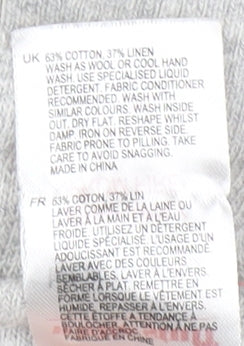 UK 63% COTTON, 37% LINEN
WASH AS WOOL OR COOL HAND
WASH. USE SPECIALISED LIQUID
DETERGENT. FABRIC CONDITIONER
RECOMMENDED. WASH WITH
SIMILAR COLOURS. WASH INSIDE
OUT. DRY FLAT. RESHAPE WHILST
DAMP. IRON ON REVERSE SIDE.
FABRIC PRONE TO PILLING. TAKE
CARE TO AVOID SNAGGING.
MADE IN CHINA
FR 63% COTON, 37% LIN
LAVER COMME DE LA LAINE OU
LAVER À LA MAIN ET À L'EAU
FROIDE. UTILISEZ UN DÉTERGENT
LIQUIDE SPÉCIALISÉ. L'USAGE D'UN
ADOUCISSANT EST RECOMMANDÉ.
LAVER AVEC DES COULEURS
SEMBLABLES. LAVER À L'ENVERS.
SÉCHER À PLAT. REMETTRE EN
FORME LORSQUE LE VÊTEMENT EST
HUMIDE. REPASSER À L'ENVERS.
CETTE ÉTOFFE A TENDANCE À
BOULOCHER. ATTENTION À NE PAS
FAIRE D'ACCROC.
FABRIQUÉ EN CHINE